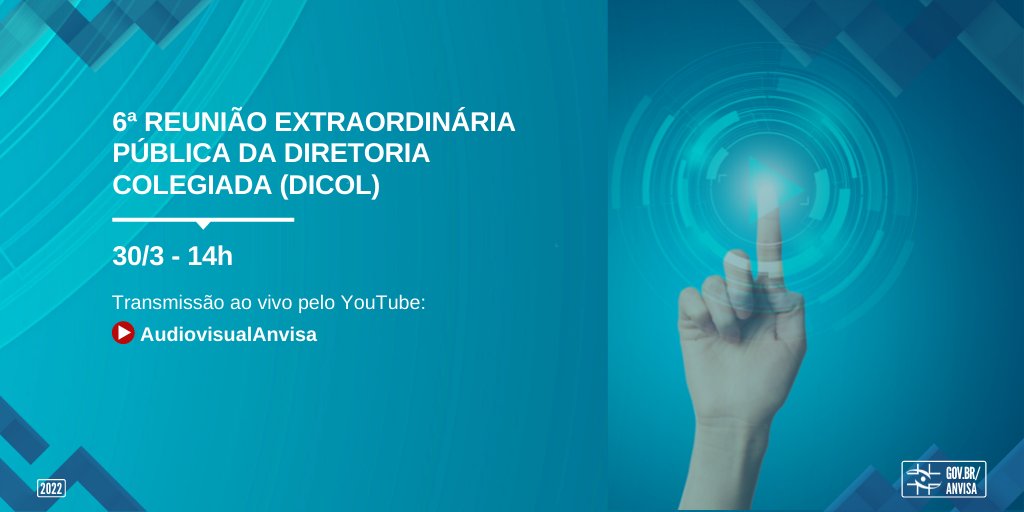 6ª REUNIÃO EXTRAORDINÁRIA
PÚBLICA DA DIRETORIA
COLEGIADA (DICOL)
30/3 - 14h
Transmissão ao vivo pelo YouTube:
AudiovisualAnvisa
2022
GOV.BR/
ANVISA